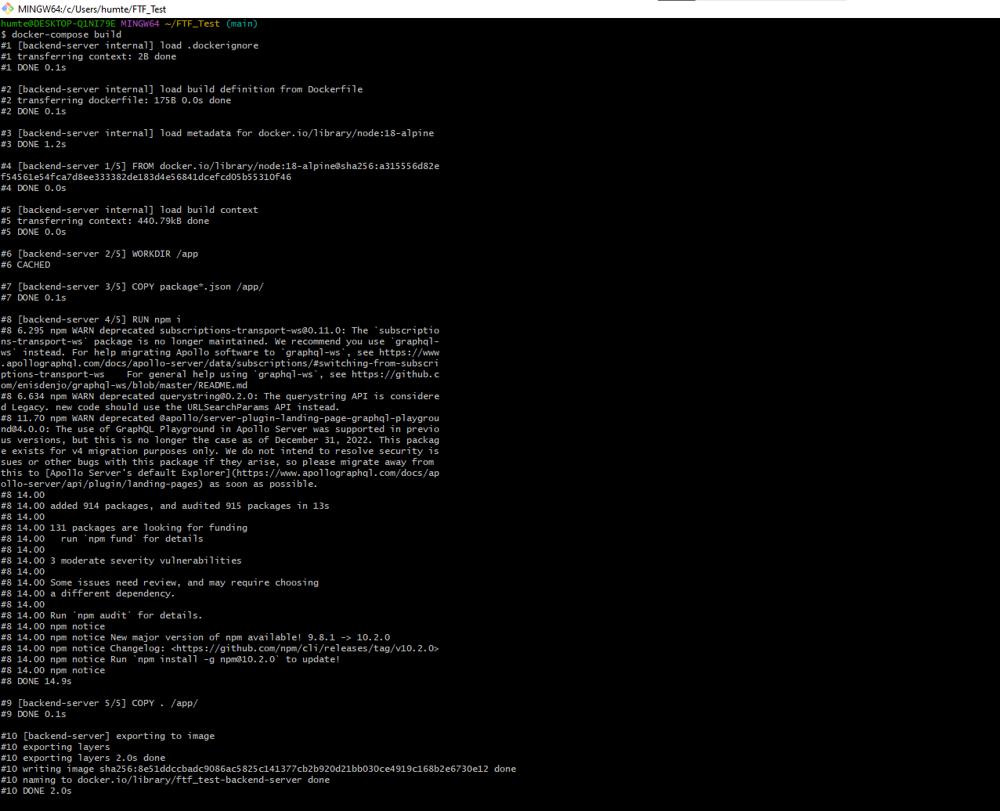 MINGW64:/c/Users/humte/FTF_Test
humte@DESKTOP-Q1NI79E MINGW64 ~/FTF_Test (main)
$ docker-compose build
#1 [backend-server internal] load .dockerignore
#1 transferring context: 2B done
#1 DONE 0.1s
#2 [backend-server internal] load build definition from Dockerfile
#2 transferring dockerfile: 175B 0.0s done
#2 DONE 0.1s
#3 [backend-server internal] load metadata for docker.io/library/node:18-alpine
#3 DONE 1.2s
#4 [backend-server 1/5] FROM docker.io/library/node:18-alpine@sha256:a315556d82e
f54561e54fca7d8ee333382de183d4e56841dcefcd05b55310f46
#4 DONE 0.0s
#5 [backend-server internal] load build context
#5 transferring context: 440.79kB done
#5 DONE 0.0s
#6 [backend-server 2/5] WORKDIR /app
#6 CACHED
#7 [backend-server 3/5] COPY package*.json /app/
#7 DONE 0.1s
#8 [backend-server 4/5] RUN npm i
#8 6.295 npm WARN deprecated subscriptions-transport-ws@0.11.0: The `subscriptio
ns-transport-ws` package is no longer maintained. We recommend you use `graphql-
ws` instead. For help migrating Apollo software to `graphql-ws`, see https://www
.apollographql.com/docs/apollo-server/data/subscriptions/#switching-from-subscri
ptions-transport-ws    For general help using `graphql-ws`, see https://github.c
om/enisdenjo/graphql-ws/blob/master/README.md
#8 6.634 npm WARN deprecated querystring@0.2.0: The querystring API is considere
d Legacy. new code should use the URLSearchParams API instead.
#8 11.70 npm WARN deprecated @apollo/server-plugin-landing-page-graphql-playgrou
nd@4.0.0: The use of GraphQL Playground in Apollo Server was supported in previo
us versions, but this is no longer the case as of December 31, 2022. This packag
e exists for v4 migration purposes only. We do not intend to resolve security is
sues or other bugs with this package if they arise, so please migrate away from
this to [Apollo Server's default Explorer](https://www.apollographql.com/docs/ap
ollo-server/api/plugin/landing-pages) as soon as possible.
#8 14.00
#8 14.00 added 914 packages, and audited 915 packages in 13s
#8 14.00
#8 14.00 131 packages are looking for funding
#8 14.00   run `npm fund` for details
#8 14.00
#8 14.00 3 moderate severity vulnerabilities
#8 14.00
#8 14.00 Some issues need review, and may require choosing
#8 14.00 a different dependency.
#8 14.00
#8 14.00 Run `npm audit` for details.
#8 14.00 npm notice
#8 14.00 npm notice New major version of npm available! 9.8.1 -> 10.2.0
#8 14.00 npm notice Changelog: <https://github.com/npm/cli/releases/tag/v10.2.0>
#8 14.00 npm notice Run `npm install -g npm@10.2.0` to update!
#8 14.00 npm notice
#8 DONE 14.9s
#9 [backend-server 5/5] COPY . /app/
#9 DONE 0.1s
#10 [backend-server] exporting to image
#10 exporting layers
#10 exporting layers 2.0s done
#10 writing image sha256:8e51ddccbadc9086ac5825c141377cb2b920d21bb030ce4919c168b2e6730e12 done
#10 naming to docker.io/library/ftf_test-backend-server done
#10 DONE 2.0s